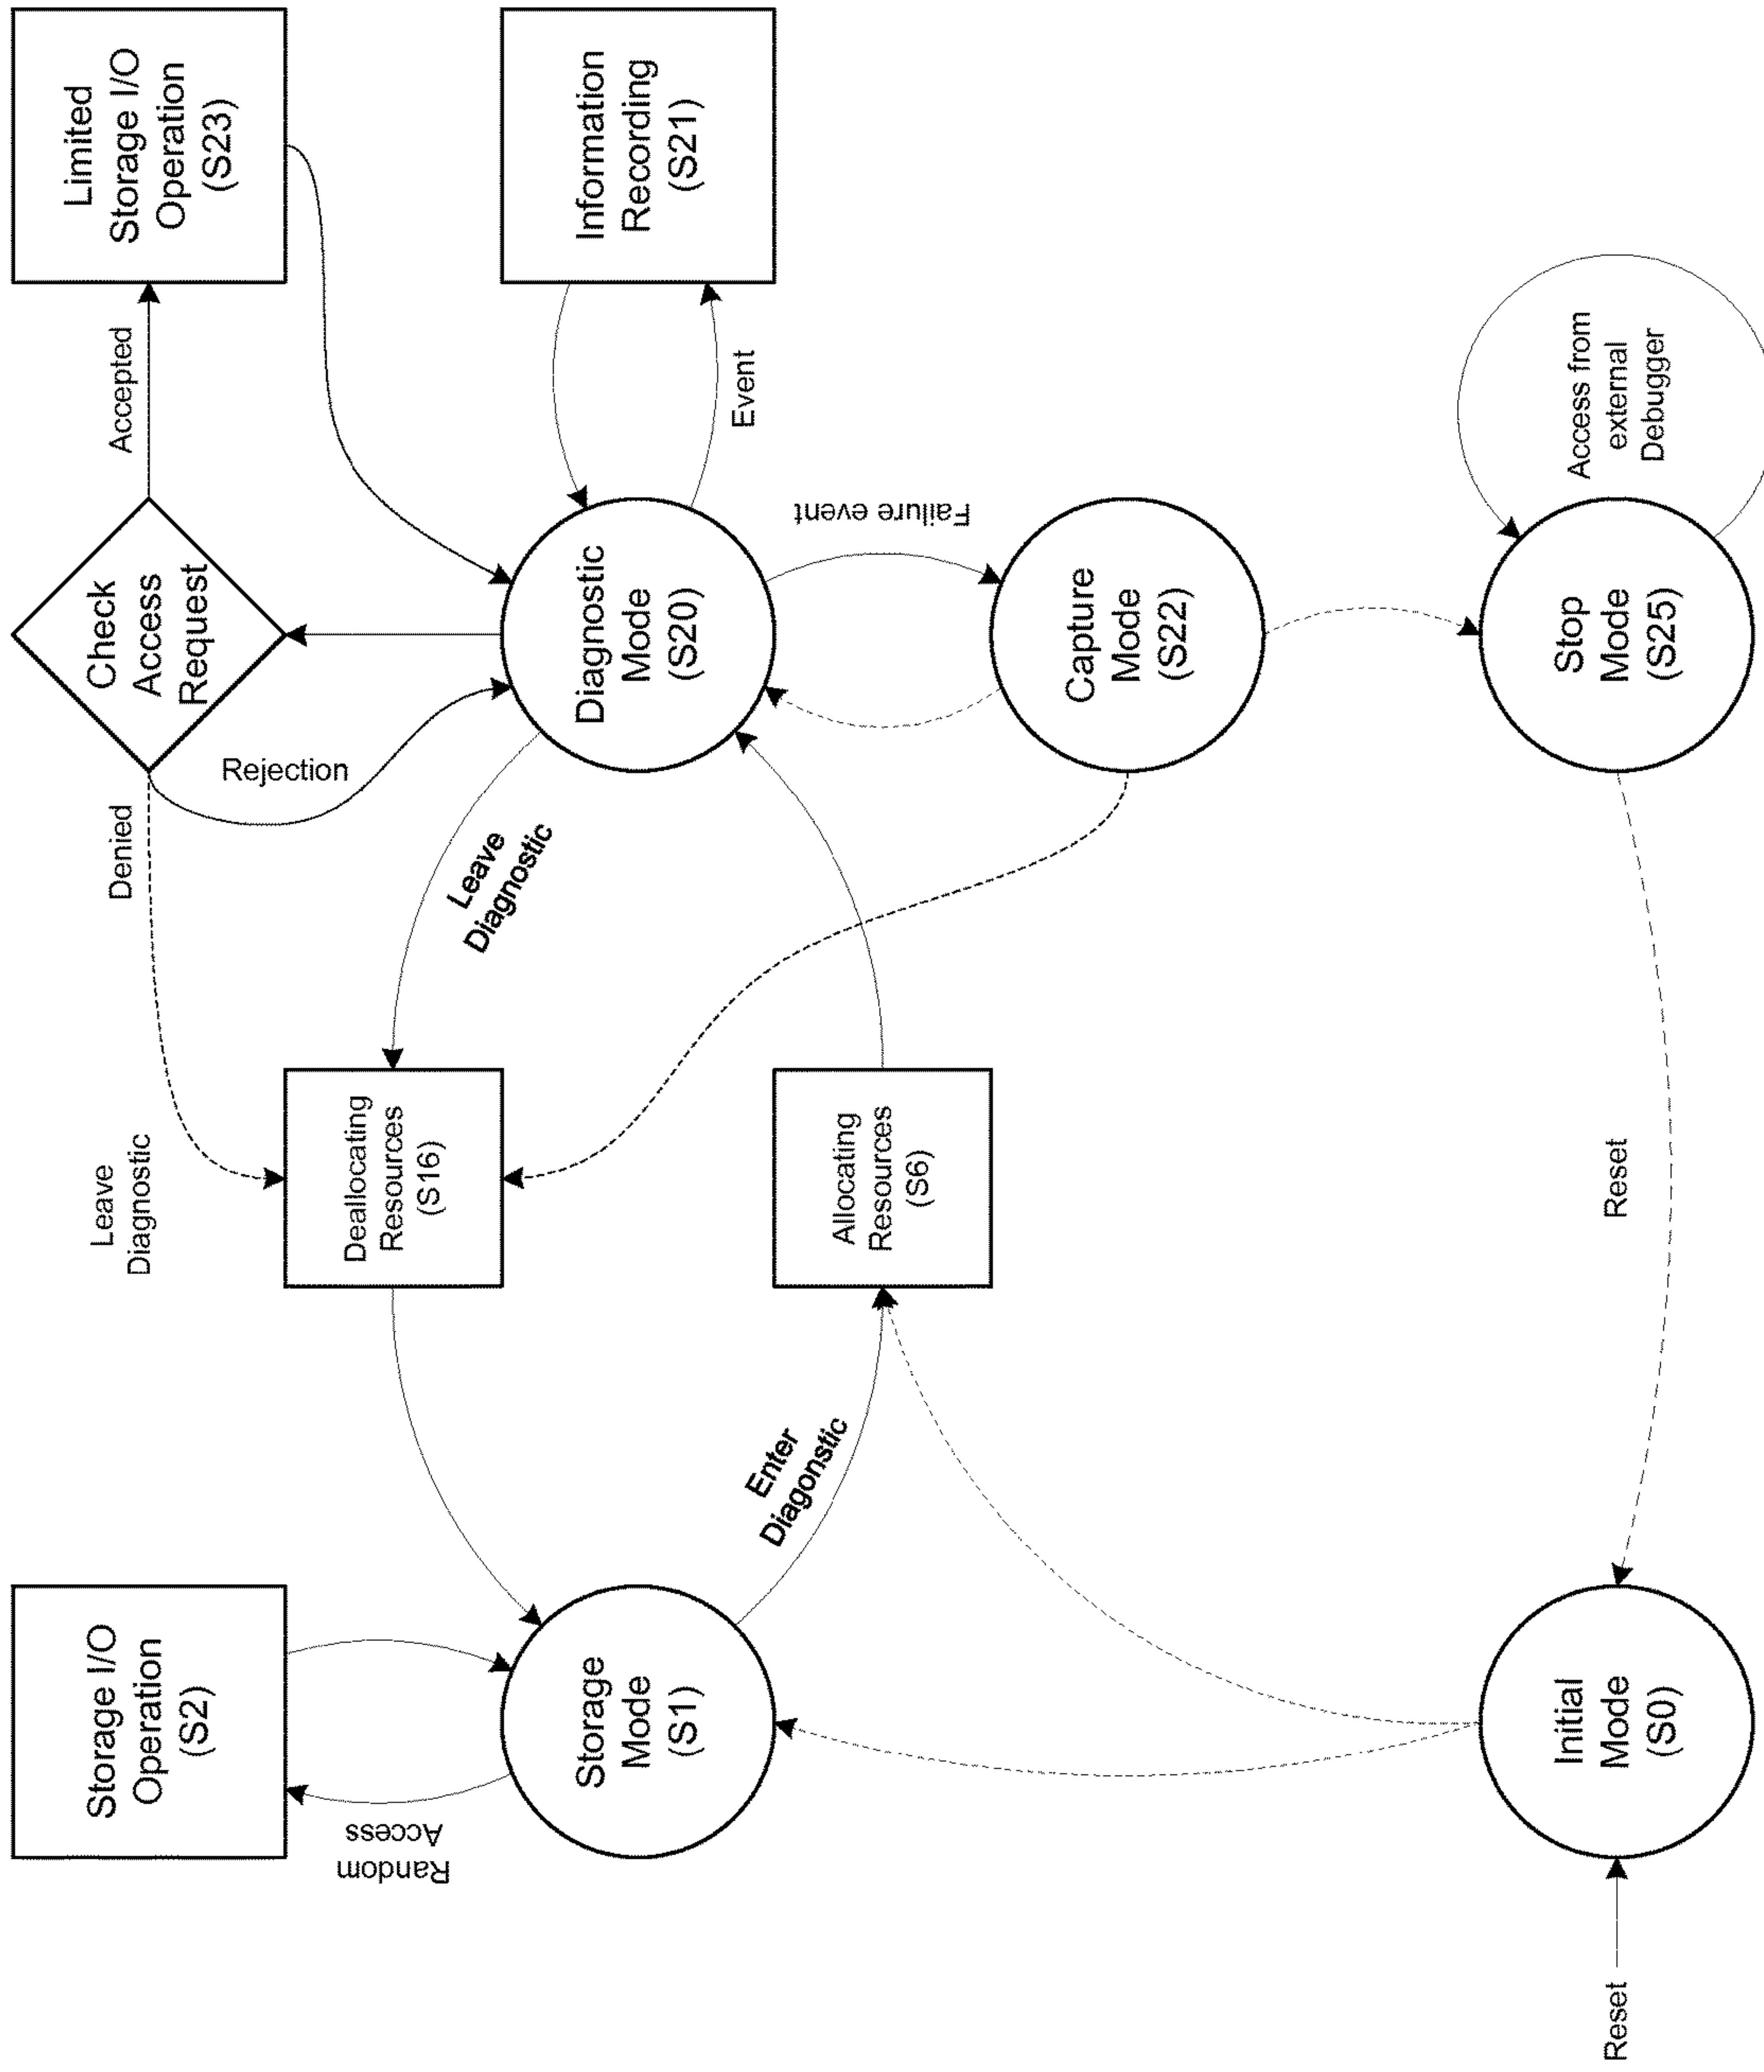 Storage I/O
Operation
(S2)
Random
Access
Storage
Mode
(S1)
Enter
Diagonstic
Leave
Diagnostic
Deallocating
Resources
(S16)
Allocating
Resources
(S6)
Leave
Diagnostic
Denied
Rejection
Check
Access
Request
Accepted
Limited
Storage I/O
Operation
(S23)
Diagnostic
Mode
(S20)
Event
Information
Recording
(S21)
Failure event
Capture
Mode
(S22)
Reset
Initial
Mode
(S0)
Reset
Stop
Mode
(S25)
Access from
external
Debugger